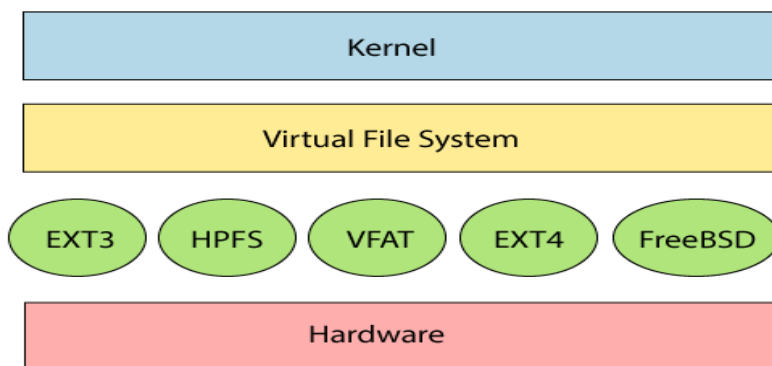 Kernel
Virtual File System
EXT3 HPFS VFAT EXT4 FreeBSD
Hardware